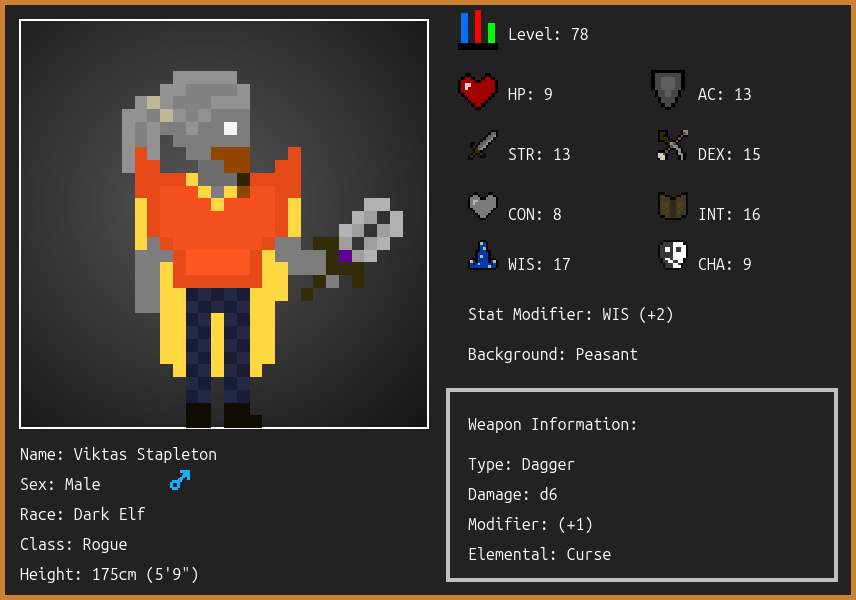 Level: 78
HP: 9
AC: 13
STR: 13
DEX: 15
CON: 8
INT: 16
WIS: 17
CHA: 9
Stat Modifier: WIS (+2)
Background: Peasant
Weapon Information:
Type: Dagger
Damage: d6
Modifier: (+1)
Elemental: Curse
Name: Viktas Stapleton
Sex: Male
Race: Dark Elf
Class: Rogue
Height: 175cm (5'9")